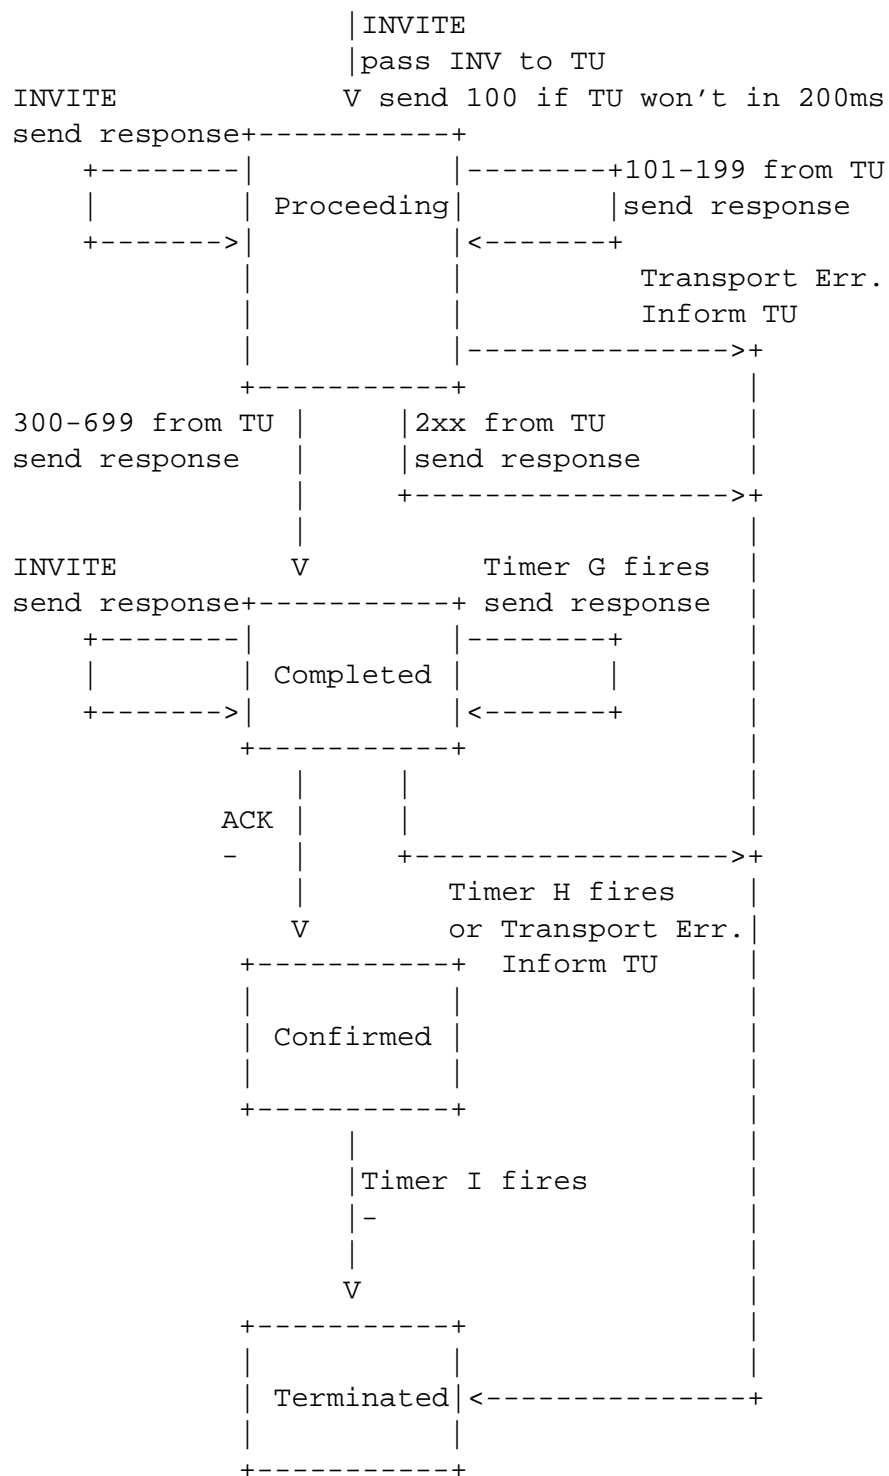 |INVITE
|pass INV to TU
INVITE V send 100 if TU won't in 200ms
send response+-----------+
+--------| |--------+101-199 from TU
| | Proceeding| |send response
+------->| |<-------+
| | Transport Err.
| | Inform TU
| |--------------->+
+-----------+ |
300-699 from TU | |2xx from TU |
send response | |send response |
| +------------------>+
| |
INVITE V Timer G fires |
send response+-----------+ send response |
+--------| |--------+ |
| | Completed | | |
+------->| |<-------+ |
+-----------+ |
| | |
ACK | | |
- | +------------------>+
| Timer H fires |
V or Transport Err.|
+-----------+ Inform TU |
| | |
| Confirmed | |
| | |
+-----------+ |
| |
|Timer I fires |
|- |
| |
V |
+-----------+ |
| | |
| Terminated|<---------------+
| |
+-----------+